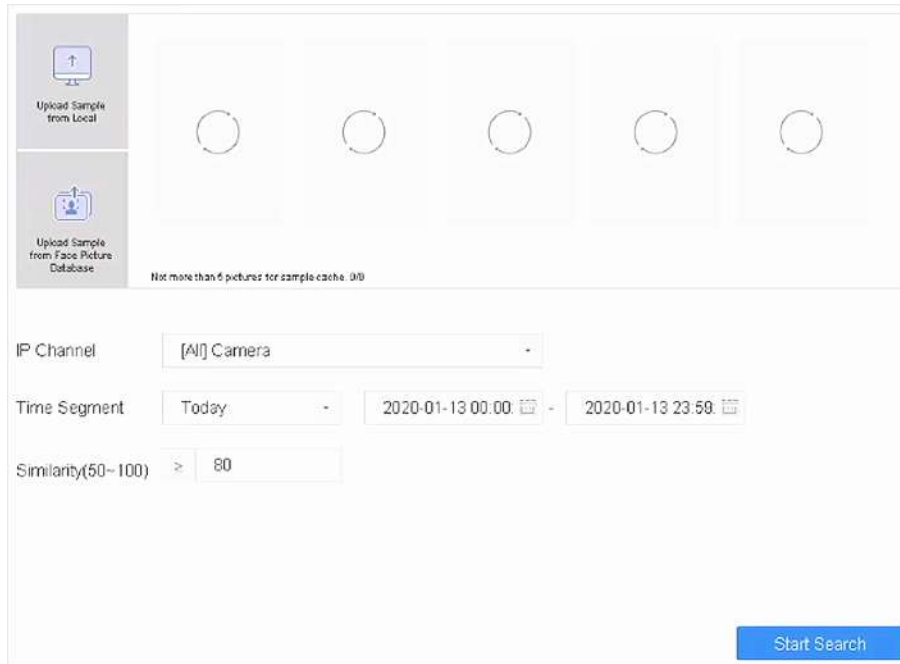 Upload Sample
from Local
Upload Sample
from Face Picture
Database
Not more than 6 pictures for sample cache. 0/0
IP Channel
[All] Camera
Time Segment
Today
2020-01-13 00:00:
-
2020-01-13 23:59:
Similarity(50~100)
≥
80
Start Search